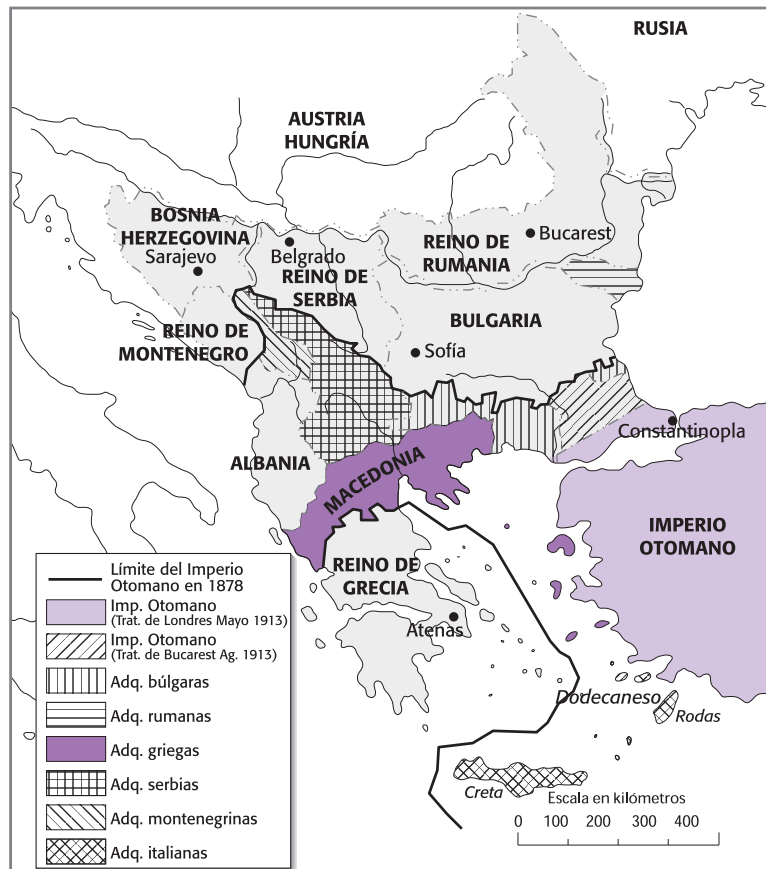 RUSIA
AUSTRIA
HUNGRÍA
BOSNIA
HERZEGOVINA
Sarajevo
Belgrado
REINO DE
SERBIA
REINO DE
RUMANIA
Bucarest
REINO DE
MONTENEGRO
BULGARIA
Sofía
Constantinopla
ALBANIA
MACEDONIA
IMPERIO
OTOMANO
REINO DE
GRECIA
Atenas
Dodecaneso
Rodas
Creta
Escala en kilómetros
0 100 200 300 400
Límite del Imperio
Otomano en 1878
Imp. Otomano
(Trat. de Londres Mayo 1913)
Imp. Otomano
(Trat. de Bucarest Ag. 1913)
Adq. búlgaras
Adq. rumanas
Adq. griegas
Adq. serbias
Adq. montenegrinas
Adq. italianas